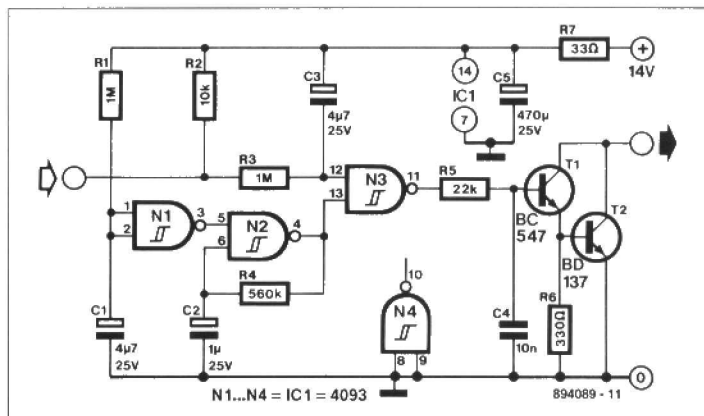 R1
1M
R2
10k
C3
4µ7
25V
14
IC1
7
C5
470µ
25V
R7
33Ω
+
14V
R3
1M
1
2
N1
3
5
6
N2
4
12
13
N3
11
R5
22k
T1
BC
547
T2
BD
137
R4
560k
10
N4
8
9
C1
4µ7
25V
C2
1µ
25V
C4
10n
R6
330Ω
0
N1...N4 = IC1 = 4093
894089 - 11